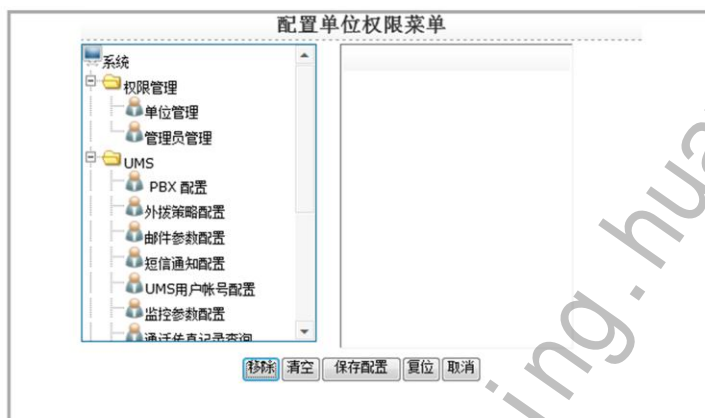 配置单位权限菜单
系统
权限管理
单位管理
管理员管理
UMS
PBX 配置
外拨策略配置
邮件参数配置
短信通知配置
UMS用户帐号配置
监控参数配置
移除 清空 保存配置 复位 取消